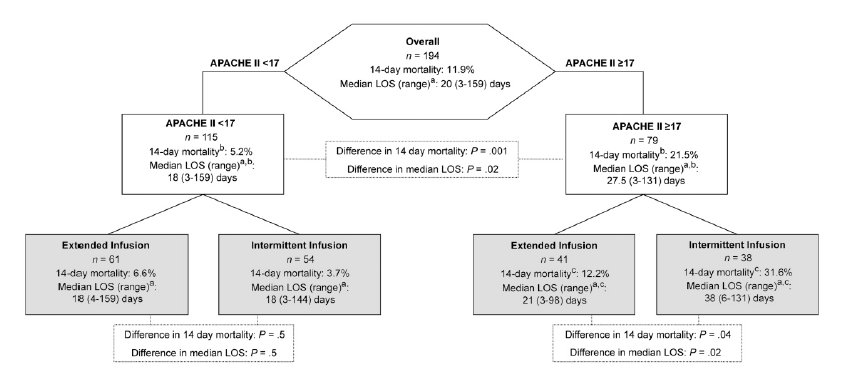 Overall
n = 194
14-day mortality: 11.9%
Median LOS (range)a: 20 (3-159) days
APACHE II <17
APACHE II ≥17
APACHE II <17
n = 115
14-day mortalityb: 5.2%
Median LOS (range)a,b:
18 (3-159) days
Difference in 14 day mortality: P = .001
Difference in median LOS: P = .02
APACHE II ≥17
n = 79
14-day mortalityb: 21.5%
Median LOS (range)a,b:
27.5 (3-131) days
Extended Infusion
n = 61
14-day mortality: 6.6%
Median LOS (range)a:
18 (4-159) days
Intermittent Infusion
n = 54
14-day mortality: 3.7%
Median LOS (range)a:
18 (3-144) days
Extended Infusion
n = 41
14-day mortalityc: 12.2%
Median LOS (range)a,c:
21 (3-98) days
Intermittent Infusion
n = 38
14-day mortalityc: 31.6%
Median LOS (range)a,c:
38 (6-131) days
Difference in 14 day mortality: P = .5
Difference in median LOS: P = .5
Difference in 14 day mortality: P = .04
Difference in median LOS: P = .02